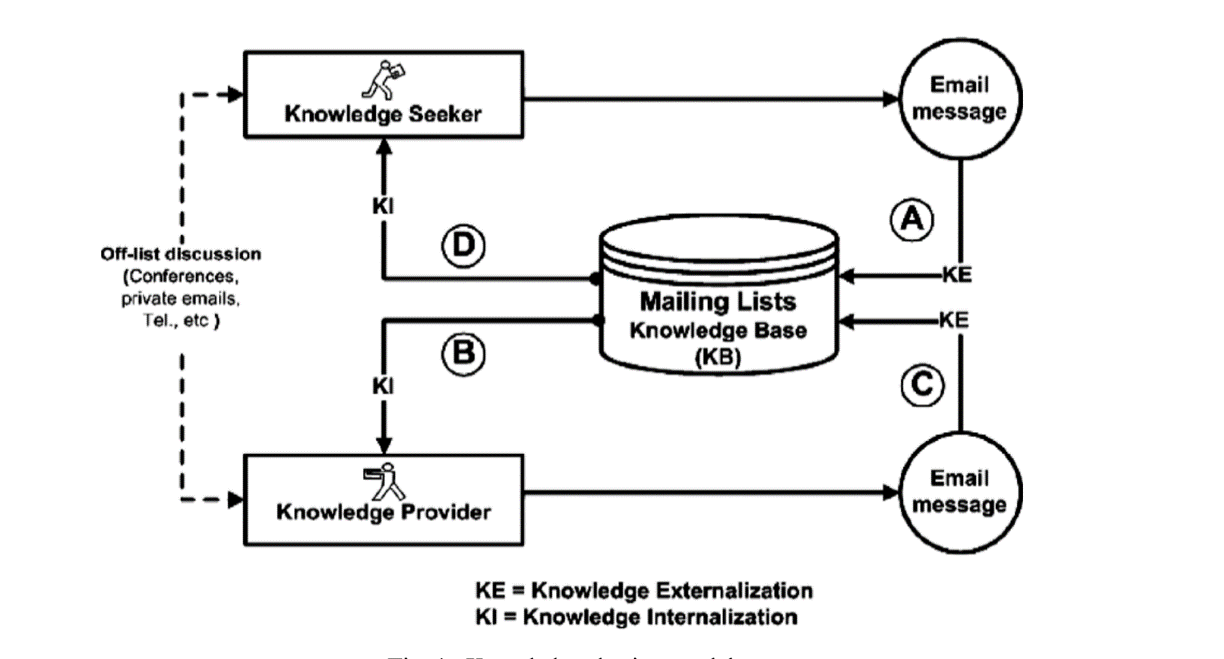 Knowledge Seeker
Email
message
A
KI
D
Off-list discussion
(Conferences,
private emails,
Tel., etc )
KE
Mailing Lists
Knowledge Base
(KB)
KE
B
KI
C
Knowledge Provider
Email
message
KE = Knowledge Externalization
KI = Knowledge Internalization